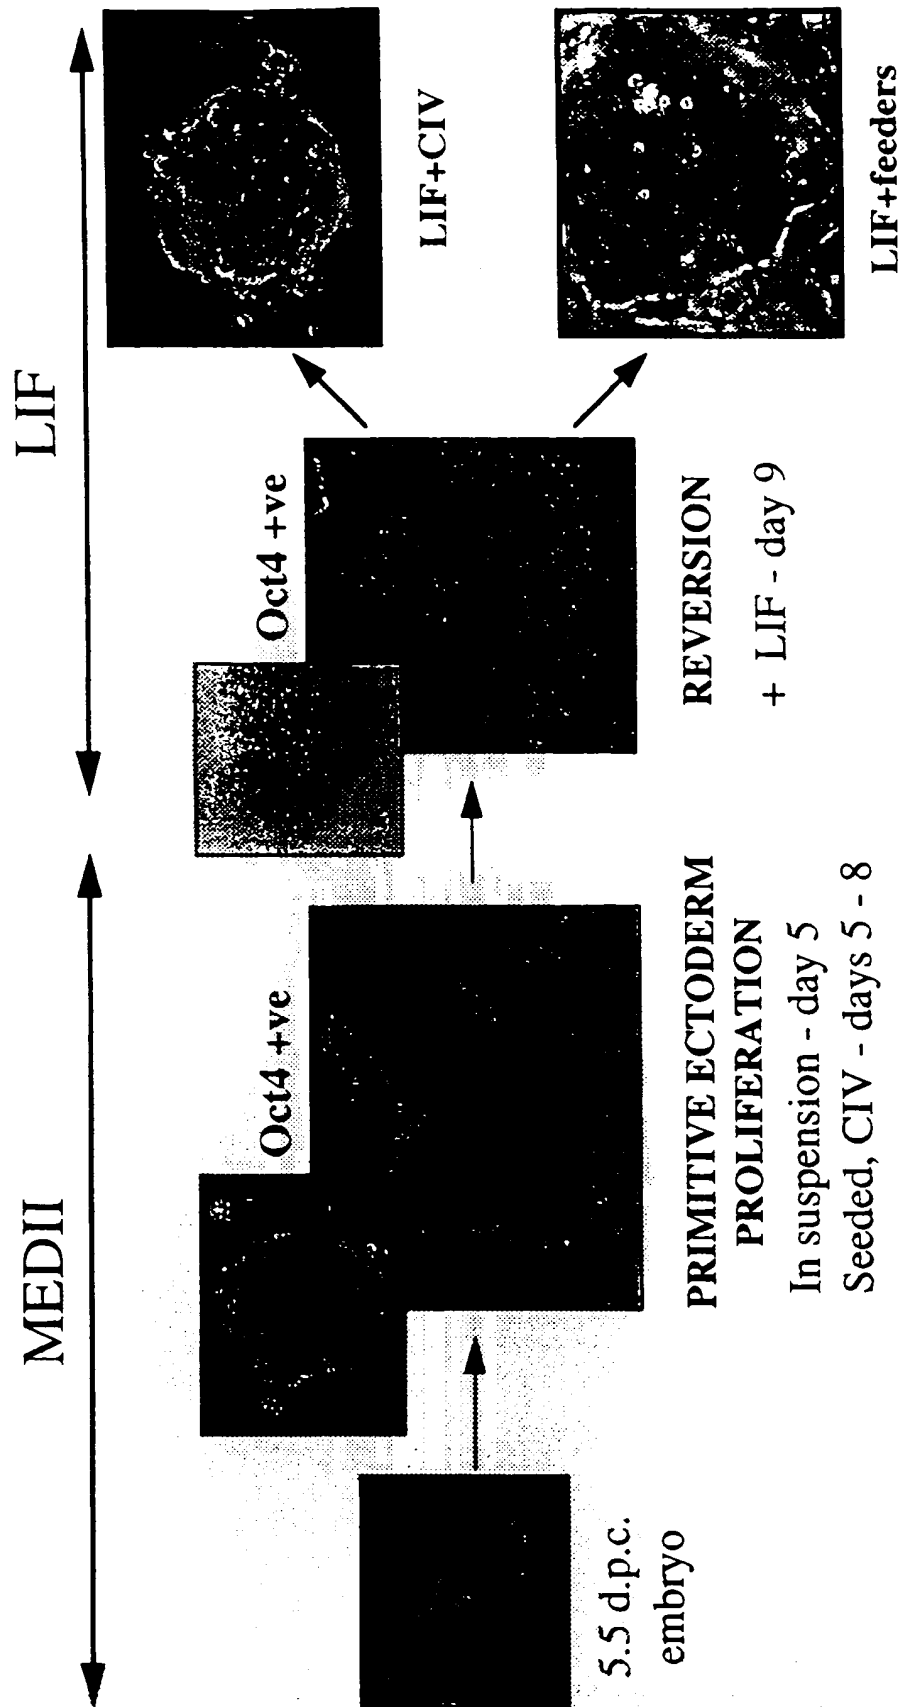 MEDII
LIF
5.5 d.p.c.
embryo
Oct4 +ve
PRIMITIVE ECTODERM
PROLIFERATION
In suspension - day 5
Seeded, CIV - days 5 - 8
Oct4 +ve
REVERSION
+ LIF - day 9
LIF+CIV
LIF+feeders